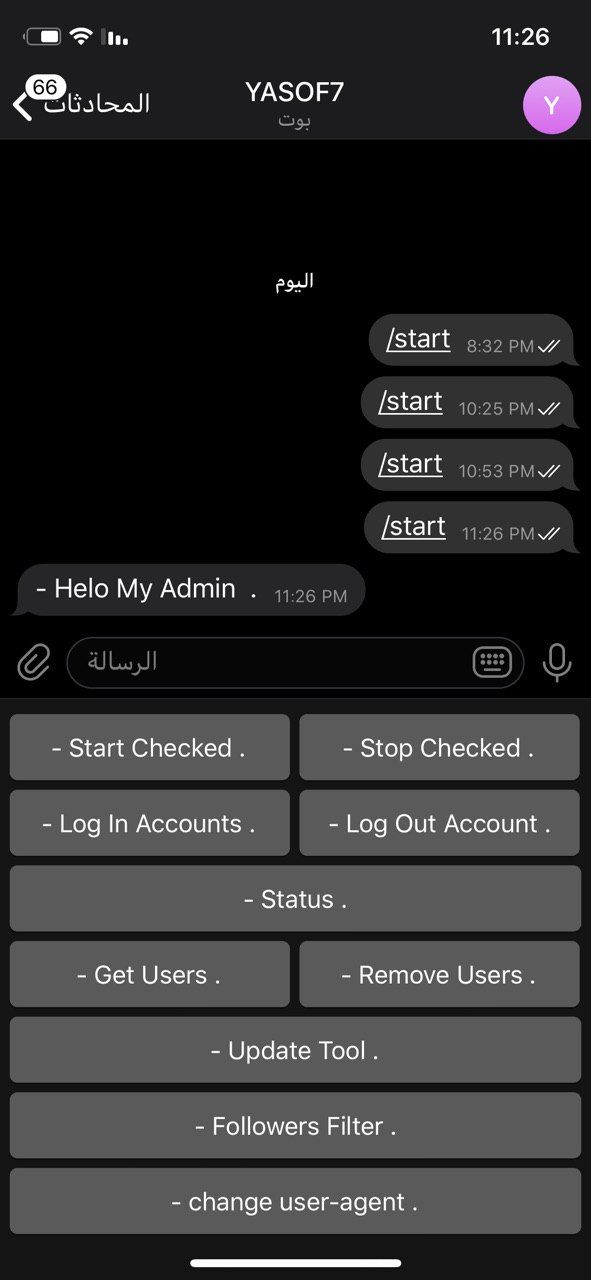 11:26
66
المحادثات
YASOF7
بوت
Y
اليوم
/start 8:32 PM
/start 10:25 PM
/start 10:53 PM
/start 11:26 PM
- Helo My Admin . 11:26 PM
الرسالة
- Start Checked .
- Stop Checked .
- Log In Accounts .
- Log Out Account .
- Status .
- Get Users .
- Remove Users .
- Update Tool .
- Followers Filter .
- change user-agent .